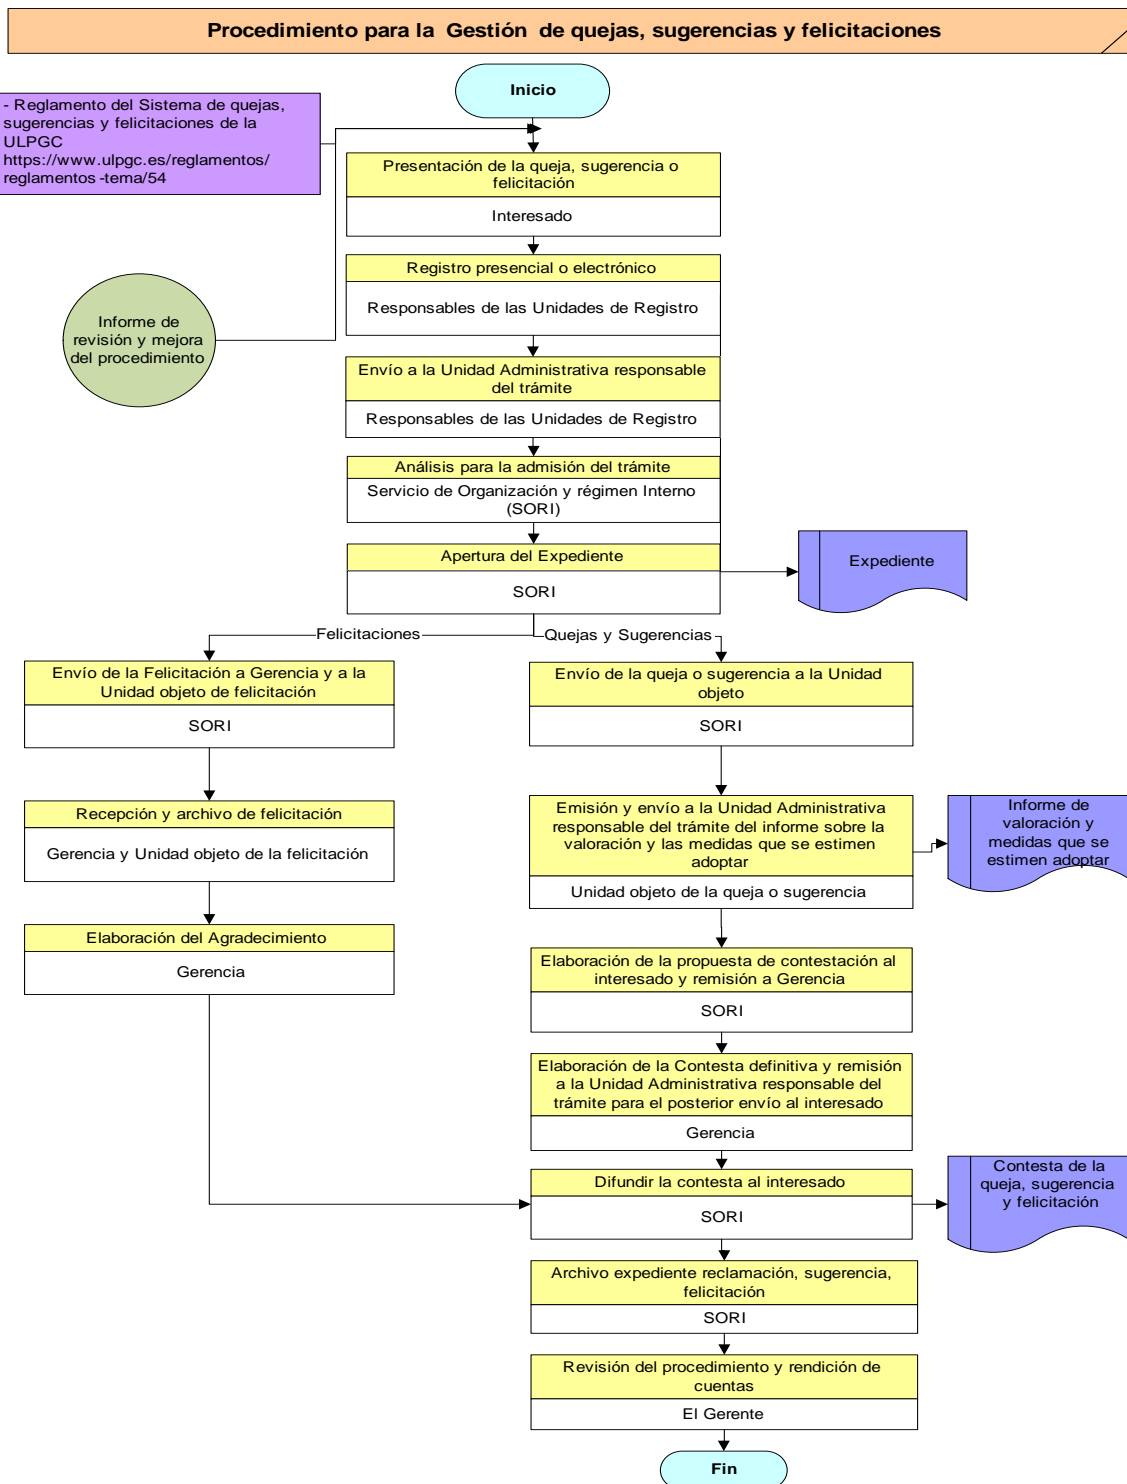 Procedimiento para la Gestión de quejas, sugerencias y felicitaciones
Inicio
- Reglamento del Sistema de quejas,
sugerencias y felicitaciones de la
ULPGC
https://www.ulpgc.es/reglamentos/
reglamentos-tema/54
Presentación de la queja, sugerencia o
felicitación
Interesado
Registro presencial o electrónico
Responsables de las Unidades de Registro
Informe de
revisión y mejora
del procedimiento
Envío a la Unidad Administrativa responsable
del trámite
Responsables de las Unidades de Registro
Análisis para la admisión del trámite
Servicio de Organización y régimen Interno
(SORI)
Apertura del Expediente
SORI
Expediente
Felicitaciones
Quejas y Sugerencias
Envío de la Felicitación a Gerencia y a la
Unidad objeto de felicitación
SORI
Envío de la queja o sugerencia a la Unidad
objeto
SORI
Recepción y archivo de felicitación
Gerencia y Unidad objeto de la felicitación
Emisión y envío a la Unidad Administrativa
responsable del trámite del informe sobre la
valoración y las medidas que se estimen
adoptar
Unidad objeto de la queja o sugerencia
Informe de
valoración y
medidas que se
estimen adoptar
Elaboración del Agradecimiento
Gerencia
Elaboración de la propuesta de contestación al
interesado y remisión a Gerencia
SORI
Elaboración de la Contesta definitiva y remisión
a la Unidad Administrativa responsable del
trámite para el posterior envío al interesado
Gerencia
Difundir la contesta al interesado
SORI
Contesta de la
queja, sugerencia
y felicitación
Archivo expediente reclamación, sugerencia,
felicitación
SORI
Revisión del procedimiento y rendición de
cuentas
El Gerente
Fin